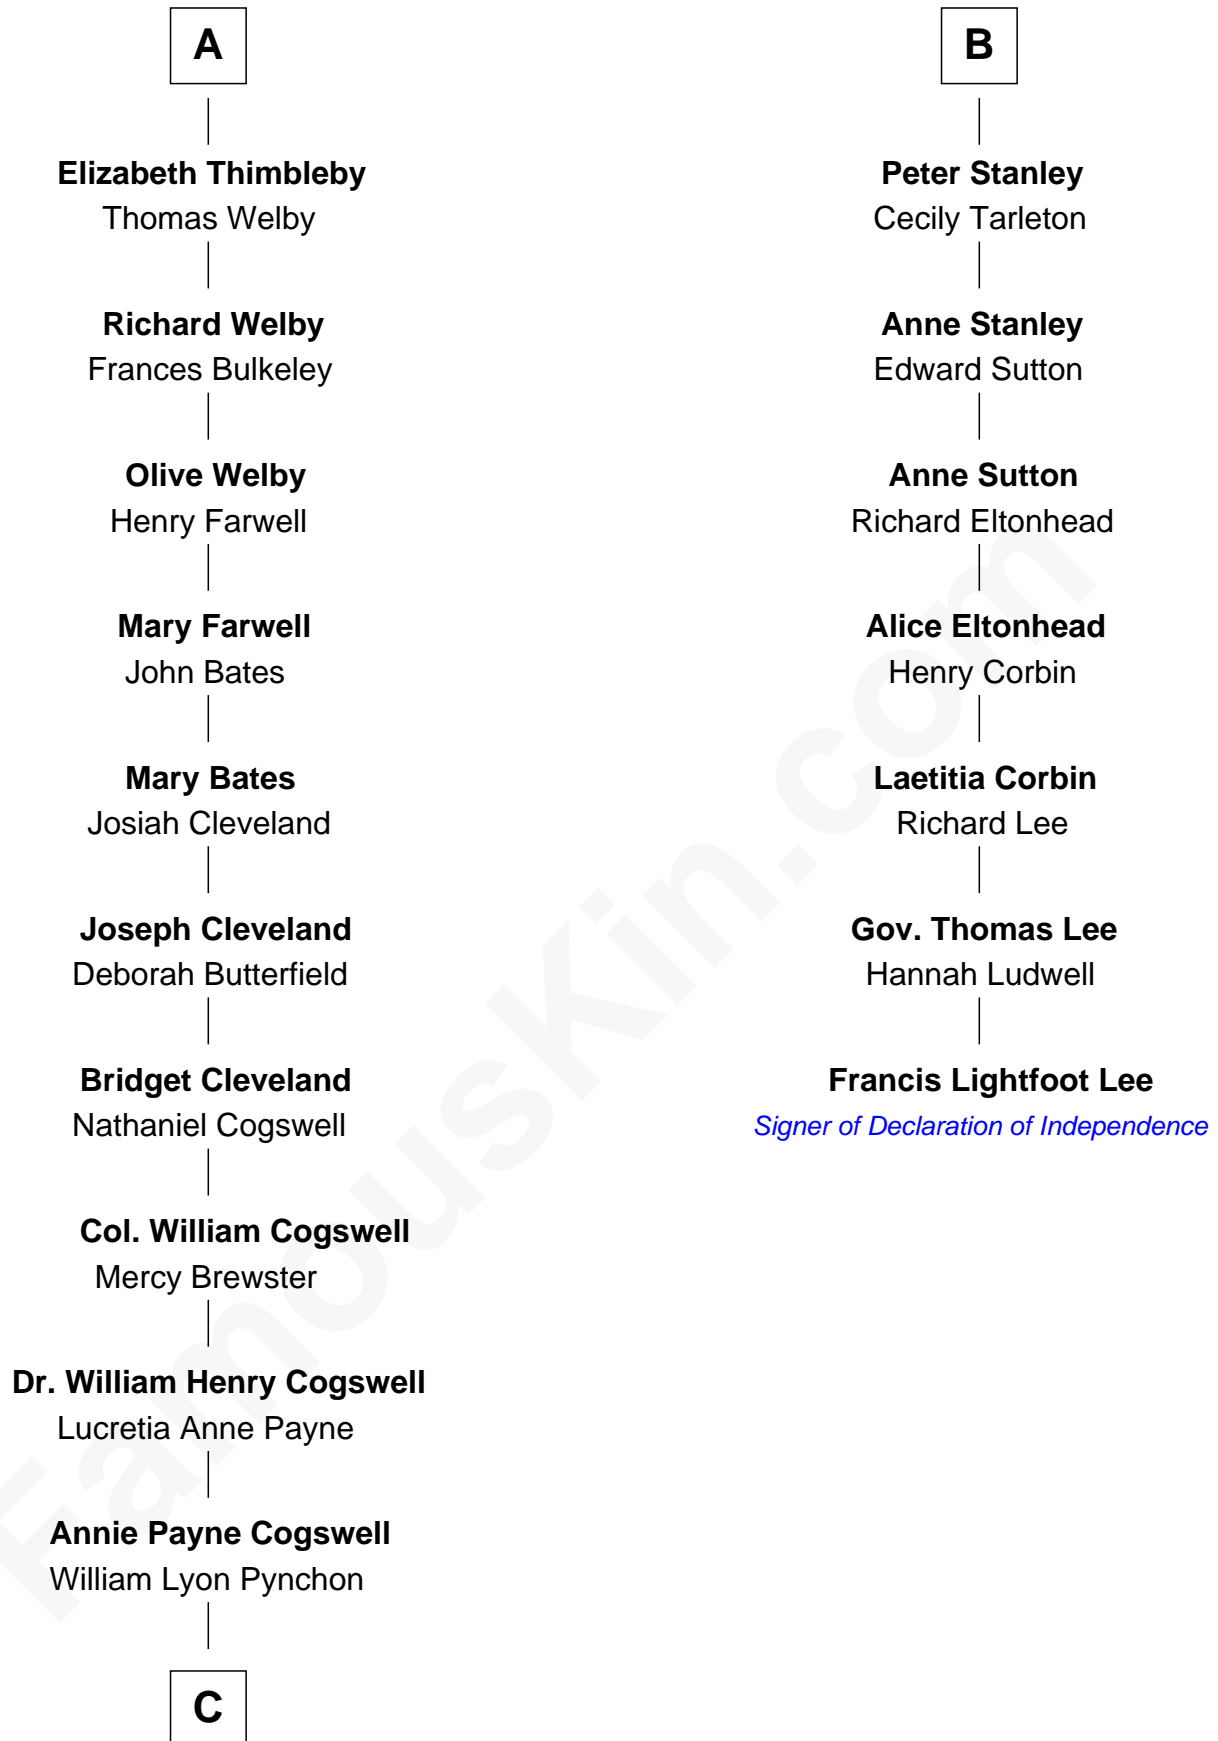 A
Elizabeth Thimbleby
Thomas Welby
Richard Welby
Frances Bulkeley
Olive Welby
Henry Farwell
Mary Farwell
John Bates
Mary Bates
Josiah Cleveland
Joseph Cleveland
Deborah Butterfield
Bridget Cleveland
Nathaniel Cogswell
Col. William Cogswell
Mercy Brewster
Dr. William Henry Cogswell
Lucretia Anne Payne
Annie Payne Cogswell
William Lyon Pynchon
C
B
Peter Stanley
Cecily Tarleton
Anne Stanley
Edward Sutton
Anne Sutton
Richard Eltonhead
Alice Eltonhead
Henry Corbin
Laetitia Corbin
Richard Lee
Gov. Thomas Lee
Hannah Ludwell
Francis Lightfoot Lee
Signer of Declaration of Independence
FamousKin.com